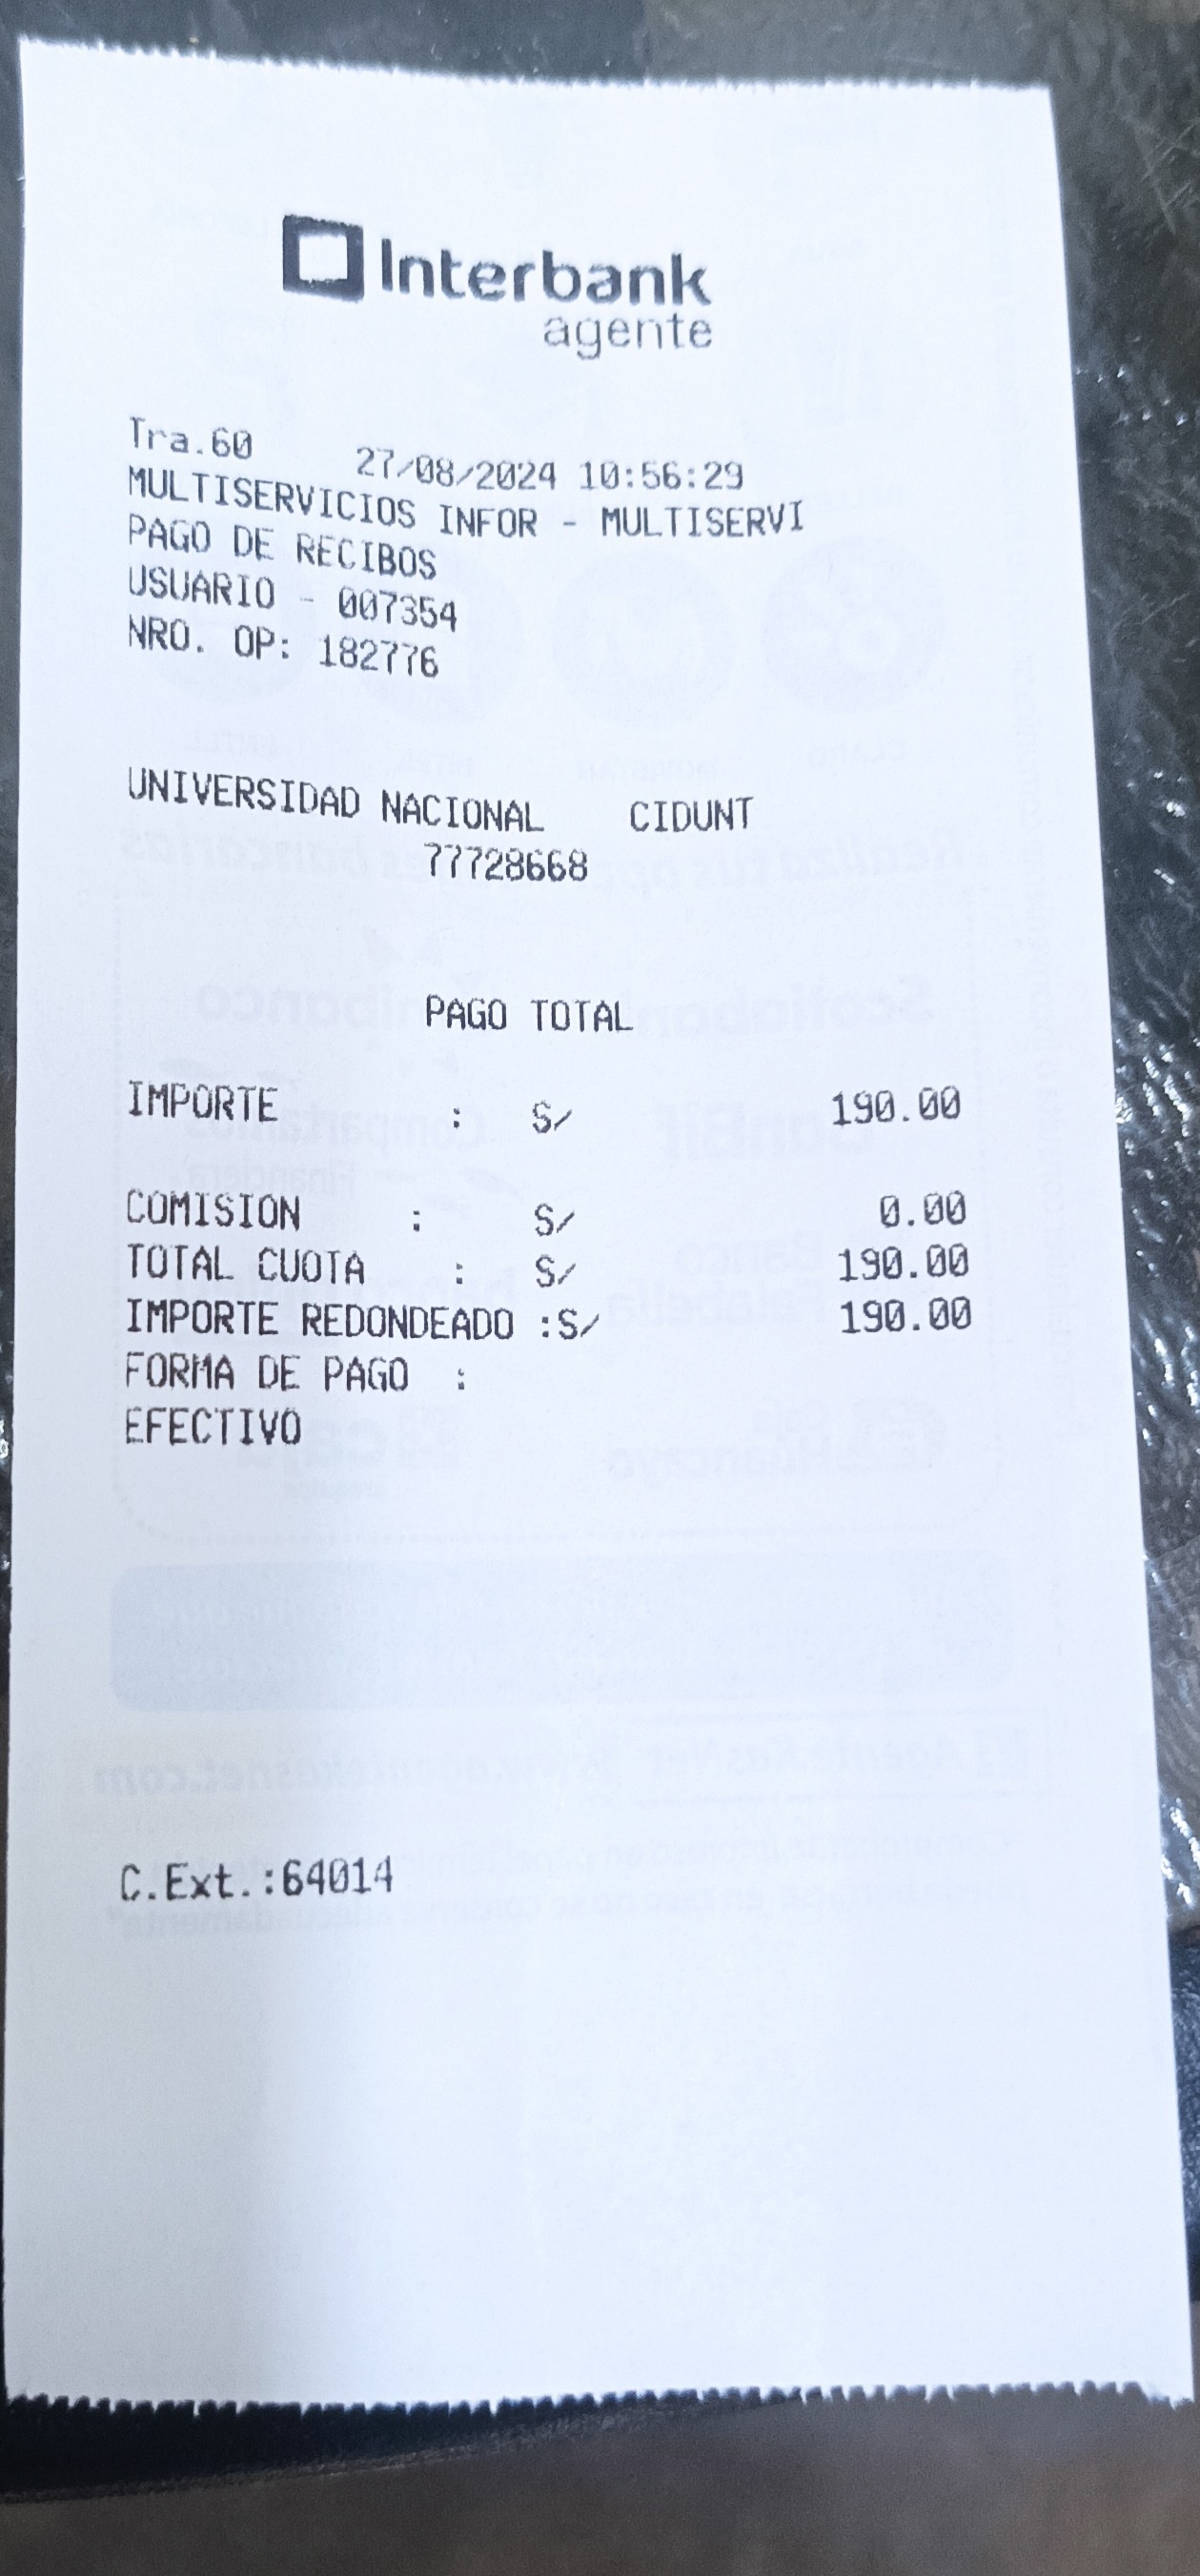 Interbank
agente
Tra.60 27/08/2024 10:56:29
MULTISERVICIOS INFOR - MULTISERVI
PAGO DE RECIBOS
USUARIO - 007354
NRO. OP: 182776
UNIVERSIDAD NACIONAL CIDUNT
77728668
PAGO TOTAL
IMPORTE : S/ 190.00
COMISION : S/ 0.00
TOTAL CUOTA : S/ 190.00
IMPORTE REDONDEADO :S/ 190.00
FORMA DE PAGO :
EFECTIVO
C.Ext.:64014